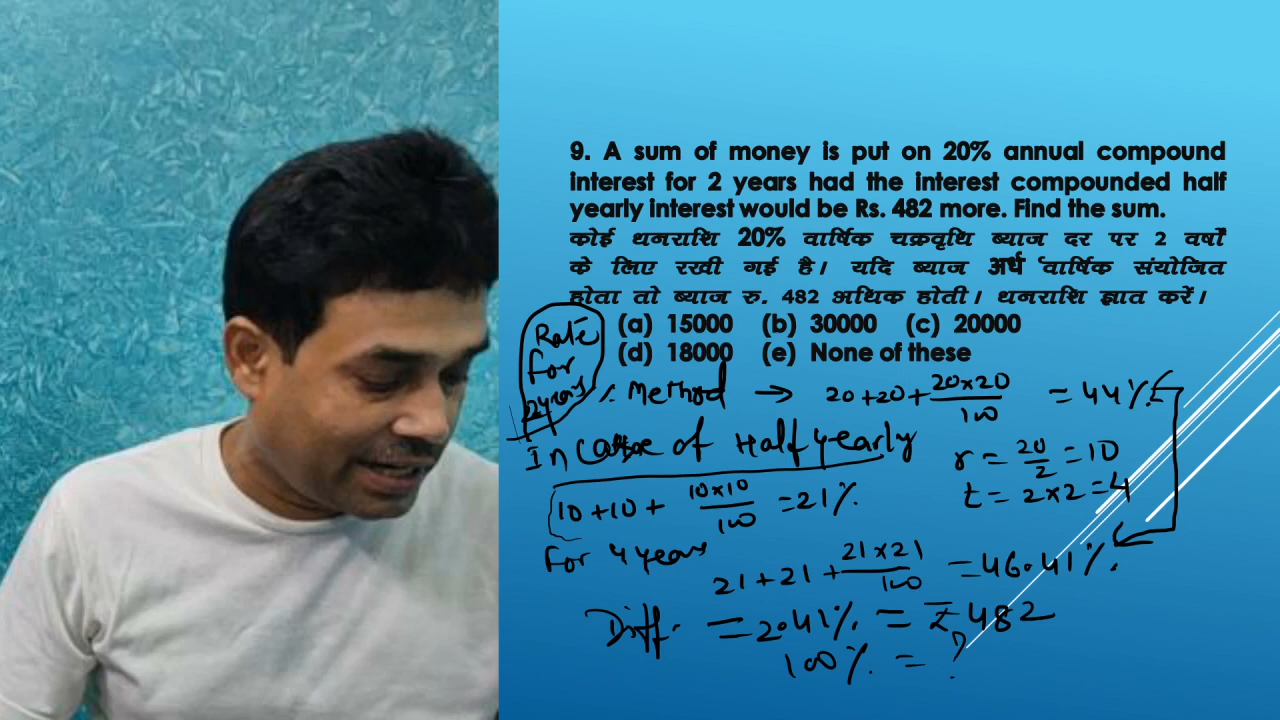 9. A sum of money is put on 20% annual compound
interest for 2 years had the interest compounded half
yearly interest would be Rs. 482 more. Find the sum.
कोई धनराशि 20% वार्षिक चक्रवृधि ब्याज दर पर 2 वर्षों
के लिए रखी गई है। यदि ब्याज अर्ध वार्षिक संयोजित
होता तो ब्याज रु. 482 अधिक होती। धनराशि ज्ञात करें।
(a) 15000 (b) 30000 (c) 20000
(d) 18000 (e) None of these
Rate
for
2years
% Method → 20+20+20×20/100 = 44%
In Case of Half yearly
r = 20/2 = 10
t = 2×2 = 4
10+10+10×10/100 = 21%
For 4 years
21+21+21×21/100 = 46.41%
Diff. = 2.41% = ₹482
100% = ?